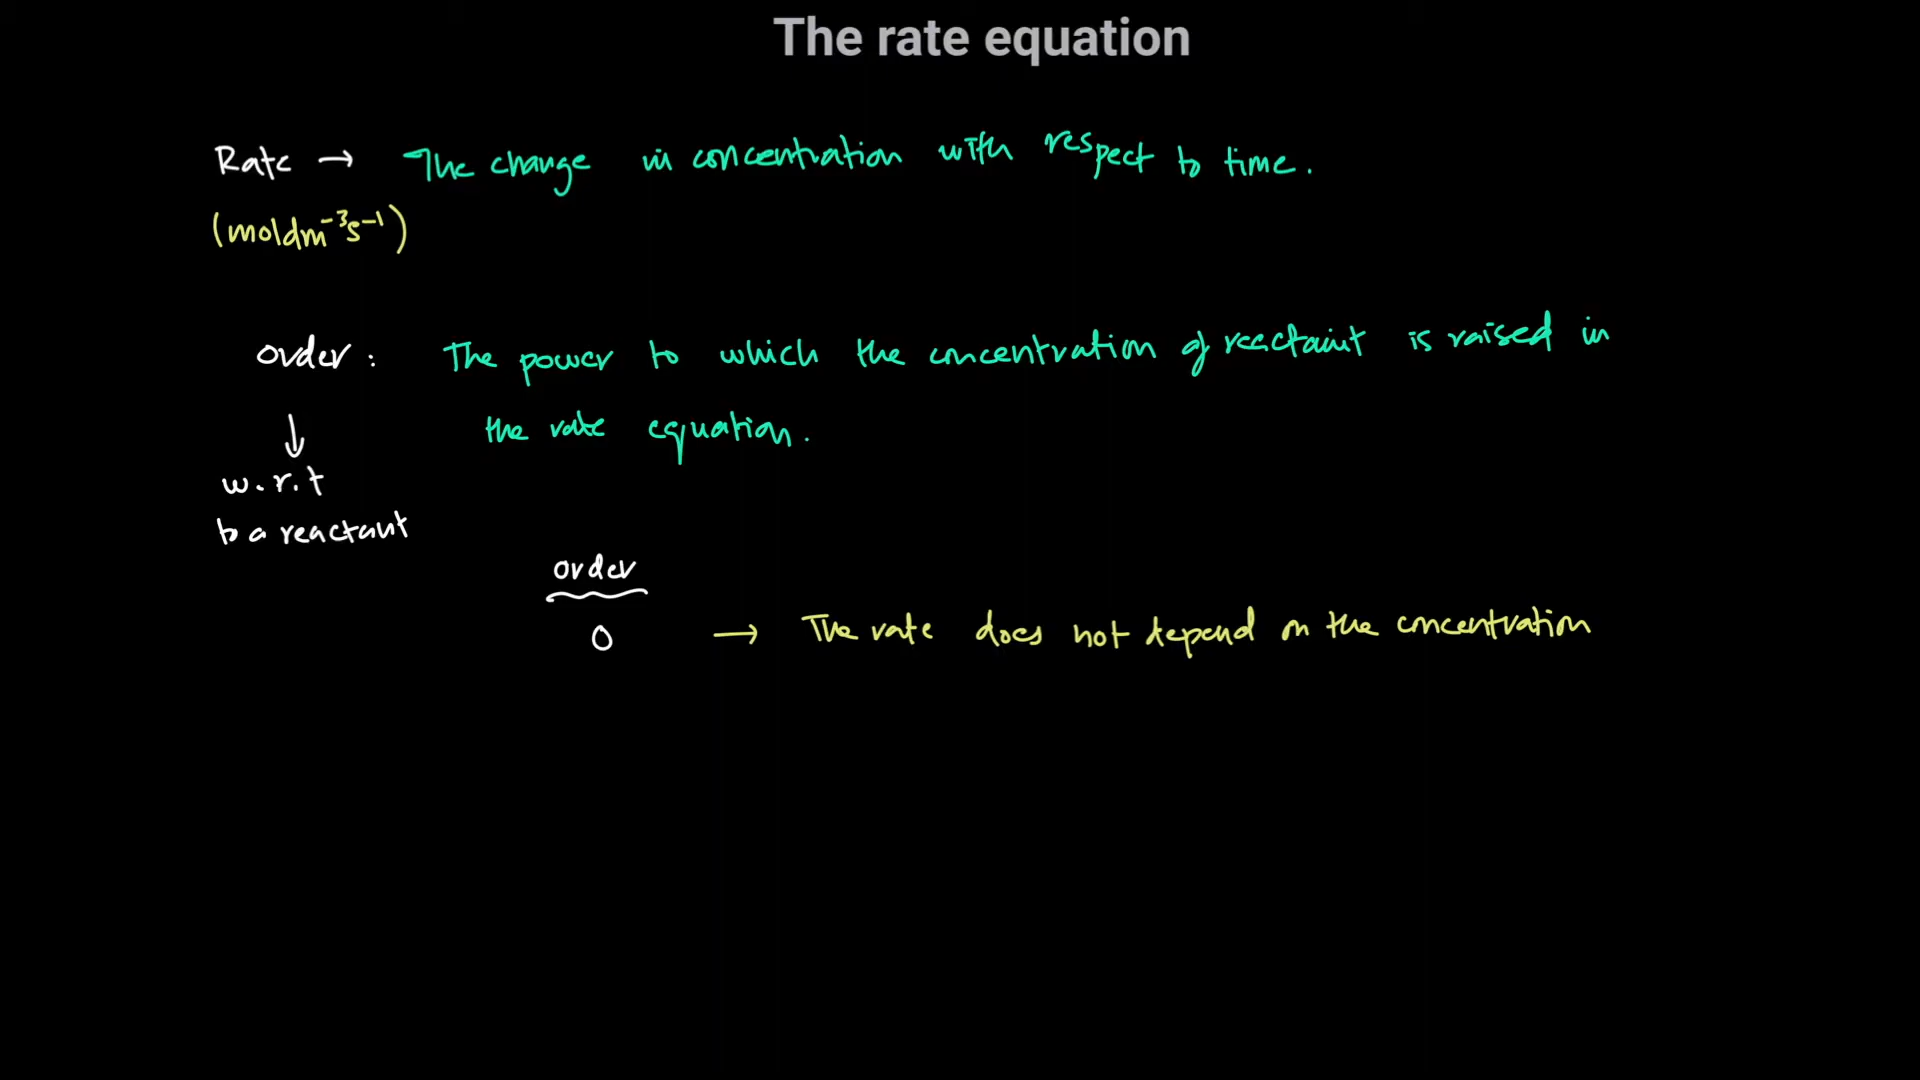 The rate equation
Rate → The change in concentration with respect to time.
(moldm⁻³s⁻¹)
order : The power to which the concentration of reactant is raised in
the rate equation.
↓
w.r.t
to a reactant
order
0 → The rate does not depend on the concentration